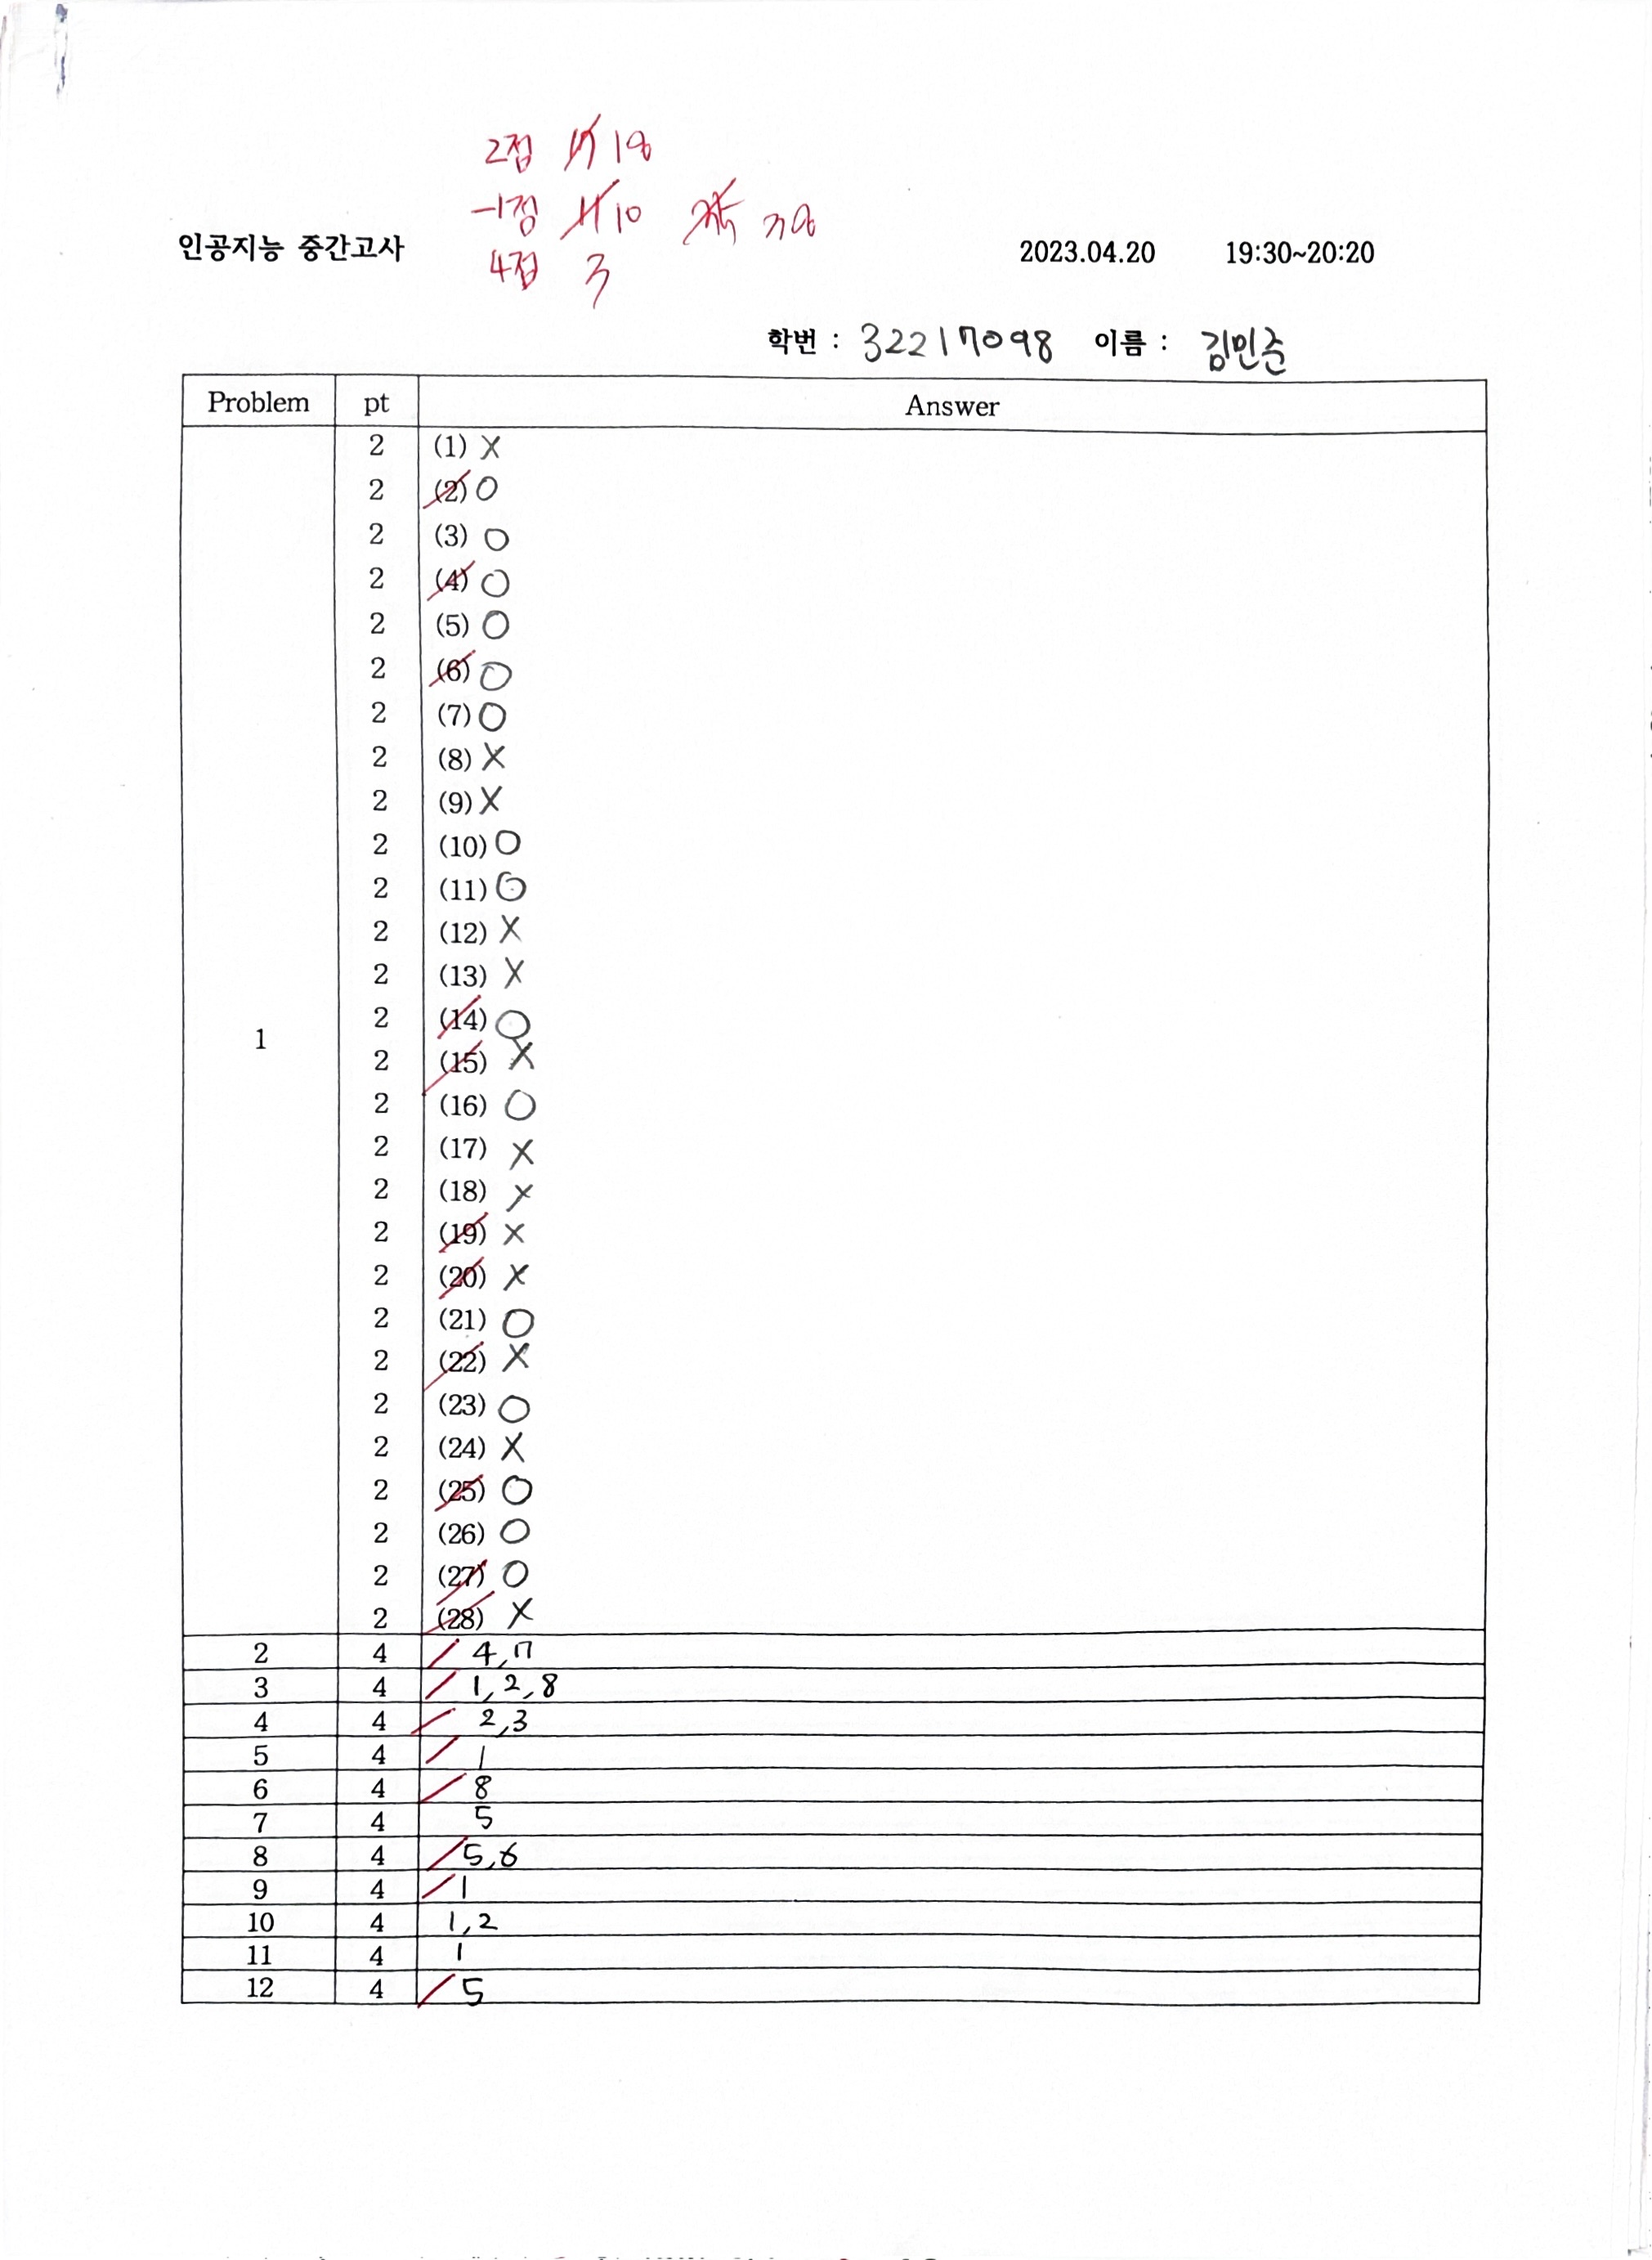 2점 18
-1점 10 38
4점 3
인공지능 중간고사 2023.04.20 19:30~20:20
학번 : 32217098 이름 : 김민준
Problem pt Answer
2 (1) X
2 (2) O
2 (3) O
2 (4) O
2 (5) O
2 (6) O
2 (7) O
2 (8) X
2 (9) X
2 (10) O
2 (11) O
2 (12) X
2 (13) X
2 (14) O
1
2 (15) X
2 (16) O
2 (17) X
2 (18) X
2 (19) X
2 (20) X
2 (21) O
2 (22) X
2 (23) O
2 (24) X
2 (25) O
2 (26) O
2 (27) O
2 (28) X
2 4 4,7
3 4 1,2,8
4 4 2,3
5 4 1
6 4 8
7 4 5
8 4 5,6
9 4 1
10 4 1,2
11 4 1
12 4 5